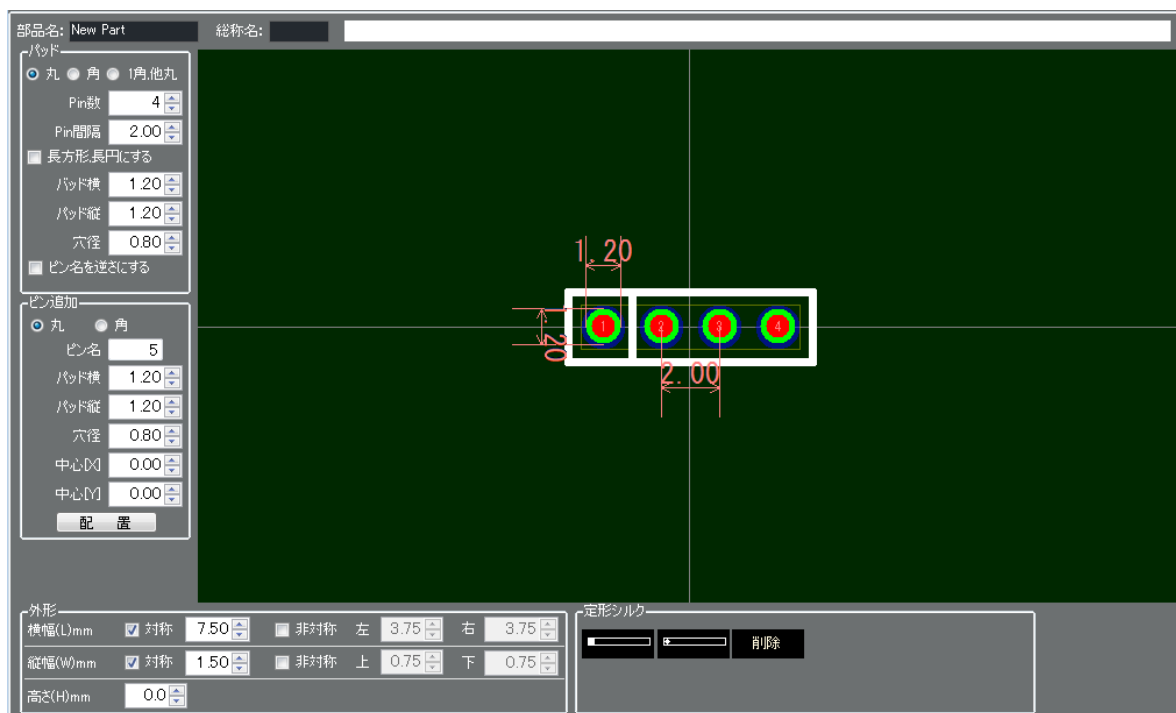 部品名: New Part 総称名:
パッド
丸 角 1角.他丸
Pin数 4
Pin間隔 2.00
長方形.長円にする
パッド横 1.20
パッド縦 1.20
穴径 0.80
ピン名を逆さにする
ピン追加
丸 角
ピン名 5
パッド横 1.20
パッド縦 1.20
穴径 0.80
中心[X] 0.00
中心[Y] 0.00
配 置
1.20
1.20
1 2 3 4
2.00
外形
横幅(L)mm 対称 7.50 非対称 左 3.75 右 3.75
縦幅(W)mm 対称 1.50 非対称 上 0.75 下 0.75
高さ(H)mm 0.0
定形シルク
削除